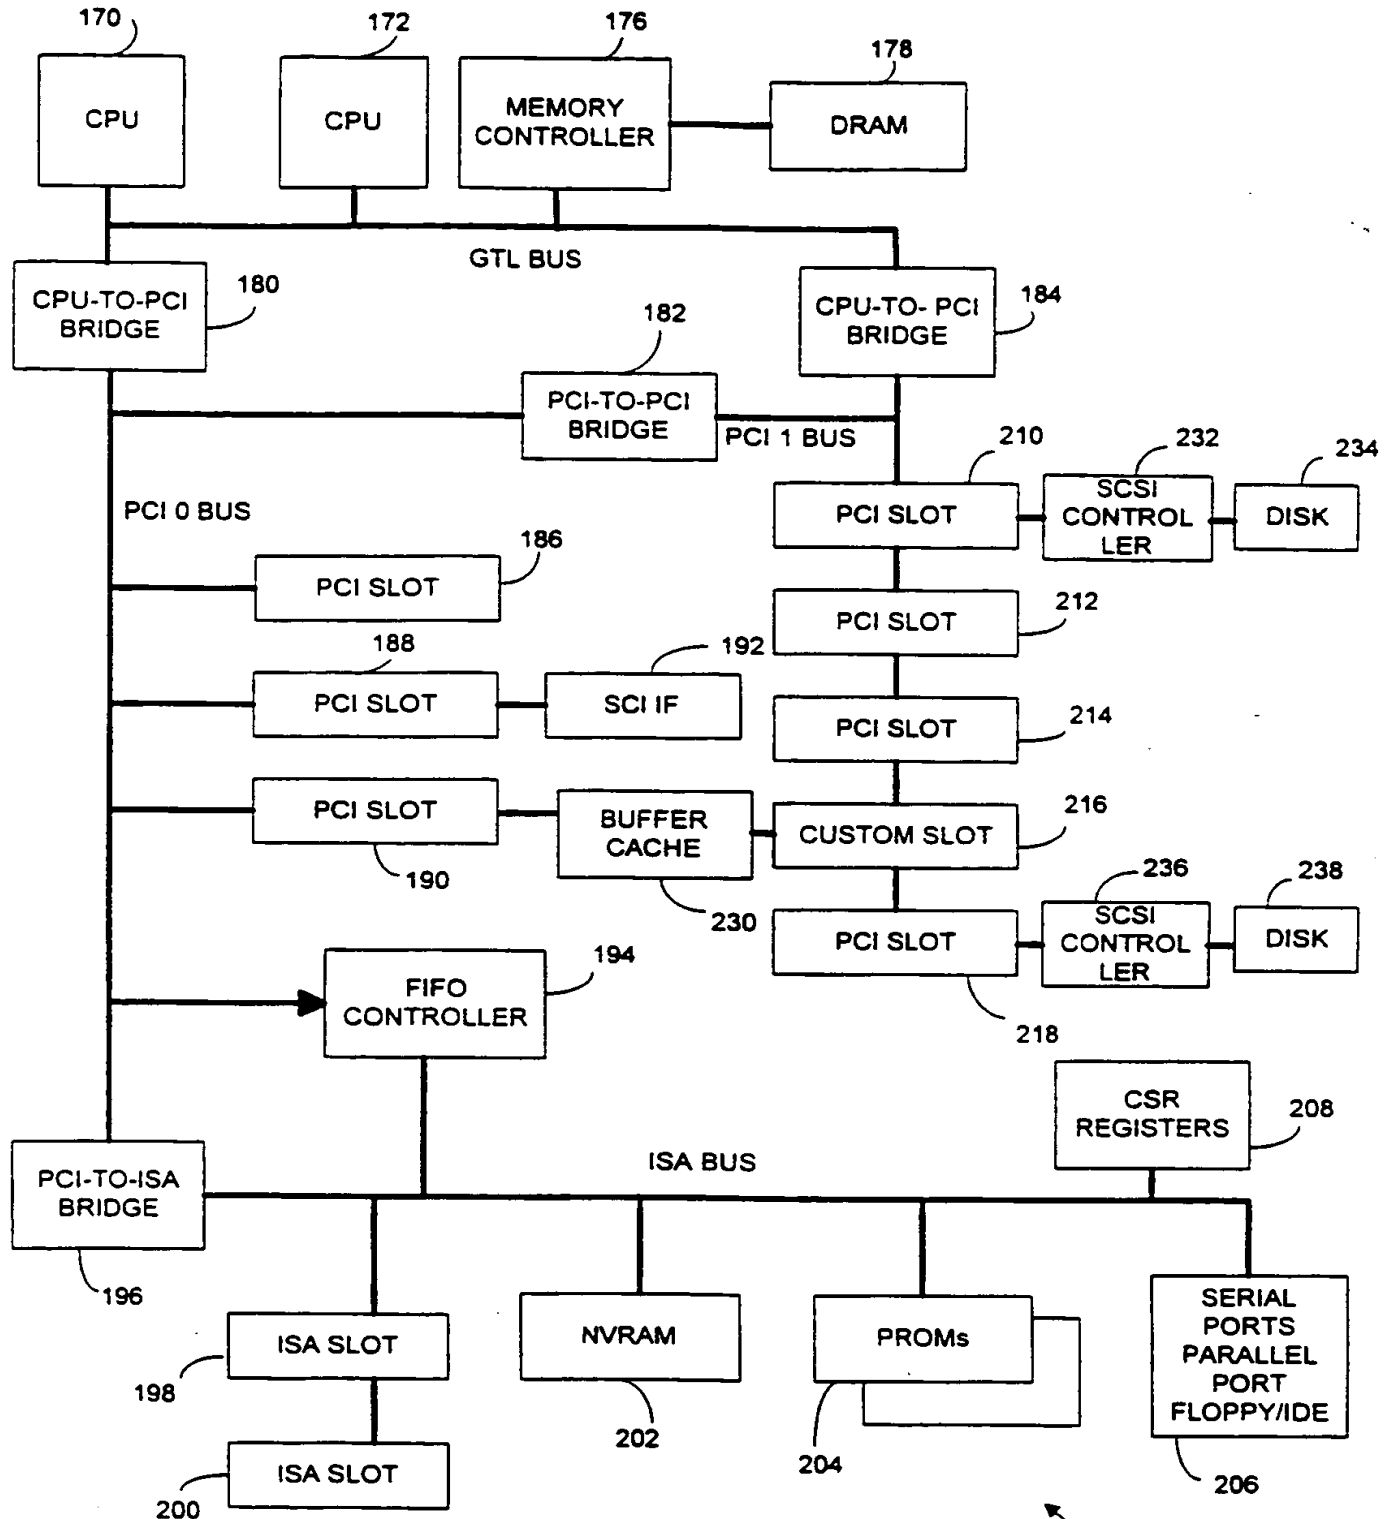 170
172
176
178
CPU
CPU
MEMORY
CONTROLLER
DRAM
GTL BUS
CPU-TO-PCI
BRIDGE
180
182
CPU-TO- PCI
BRIDGE
184
PCI-TO-PCI
BRIDGE
PCI 1 BUS
210
232
234
PCI 0 BUS
PCI SLOT
SCSI
CONTROL
LER
DISK
186
PCI SLOT
212
PCI SLOT
188
192
PCI SLOT
SCI IF
214
PCI SLOT
PCI SLOT
190
BUFFER
CACHE
230
216
CUSTOM SLOT
236
238
PCI SLOT
218
SCSI
CONTROL
LER
DISK
194
FIFO
CONTROLLER
CSR
REGISTERS
208
ISA BUS
PCI-TO-ISA
BRIDGE
196
ISA SLOT
198
NVRAM
202
PROMs
204
SERIAL
PORTS
PARALLEL
PORT
FLOPPY/IDE
206
ISA SLOT
200